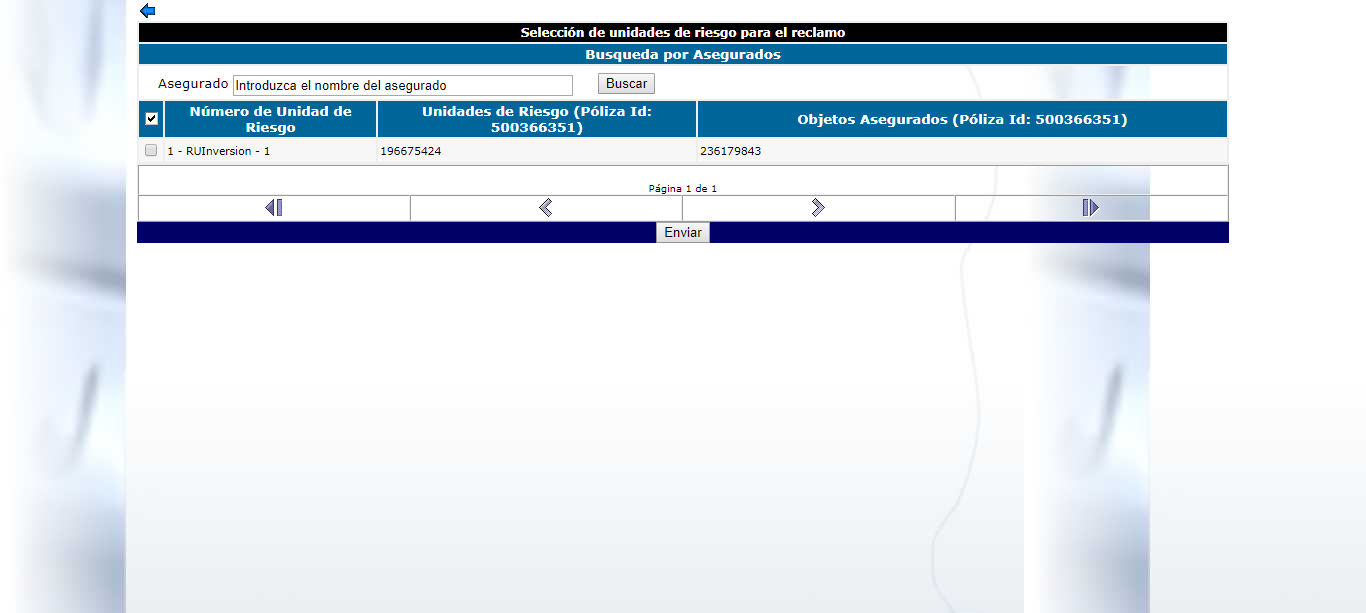 Selección de unidades de riesgo para el reclamo
Busqueda por Asegurados
Asegurado Introduzca el nombre del asegurado Buscar
Número de Unidad de
Riesgo
Unidades de Riesgo (Póliza Id:
500366351)
Objetos Asegurados (Póliza Id: 500366351)
1 - RUInversion - 1 196675424 236179843
Página 1 de 1
Enviar